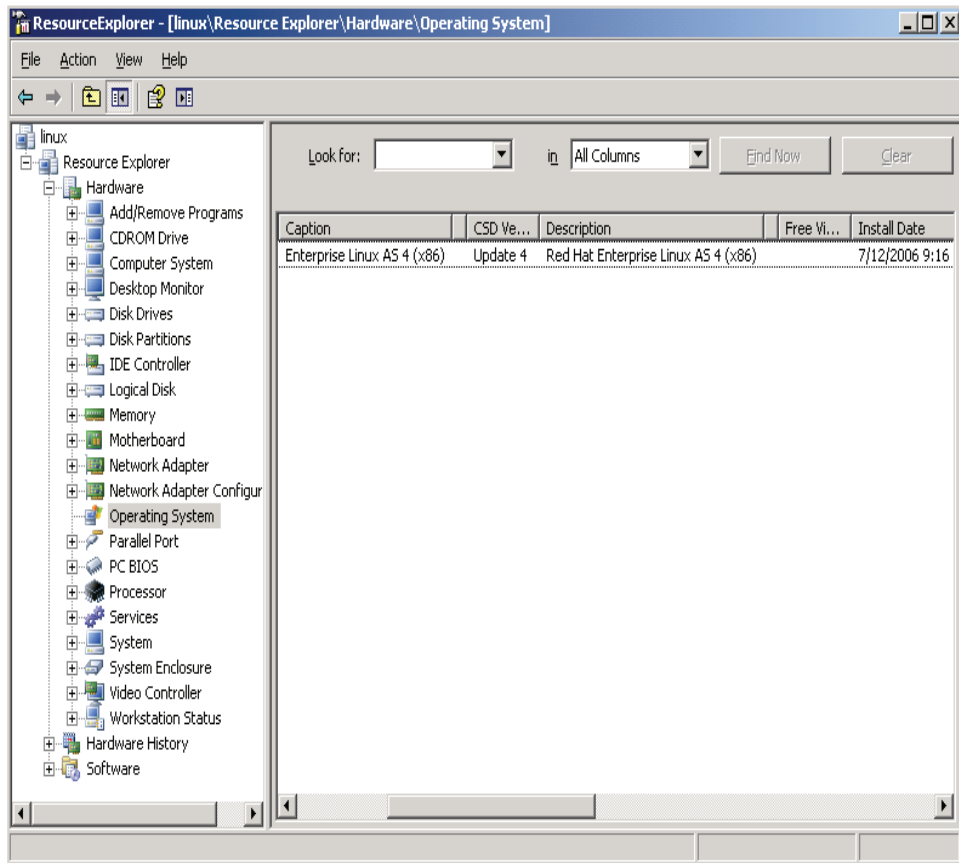 ResourceExplorer - [linux\Resource Explorer\Hardware\Operating System]
File Action View Help
linux
Resource Explorer
Hardware
Add/Remove Programs
CDROM Drive
Computer System
Desktop Monitor
Disk Drives
Disk Partitions
IDE Controller
Logical Disk
Memory
Motherboard
Network Adapter
Network Adapter Configur
Operating System
Parallel Port
PC BIOS
Processor
Services
System
System Enclosure
Video Controller
Workstation Status
Hardware History
Software
Look for: in All Columns Find Now Clear
Caption CSD Ve... Description Free Vi... Install Date
Enterprise Linux AS 4 (x86) Update 4 Red Hat Enterprise Linux AS 4 (x86) 7/12/2006 9:16